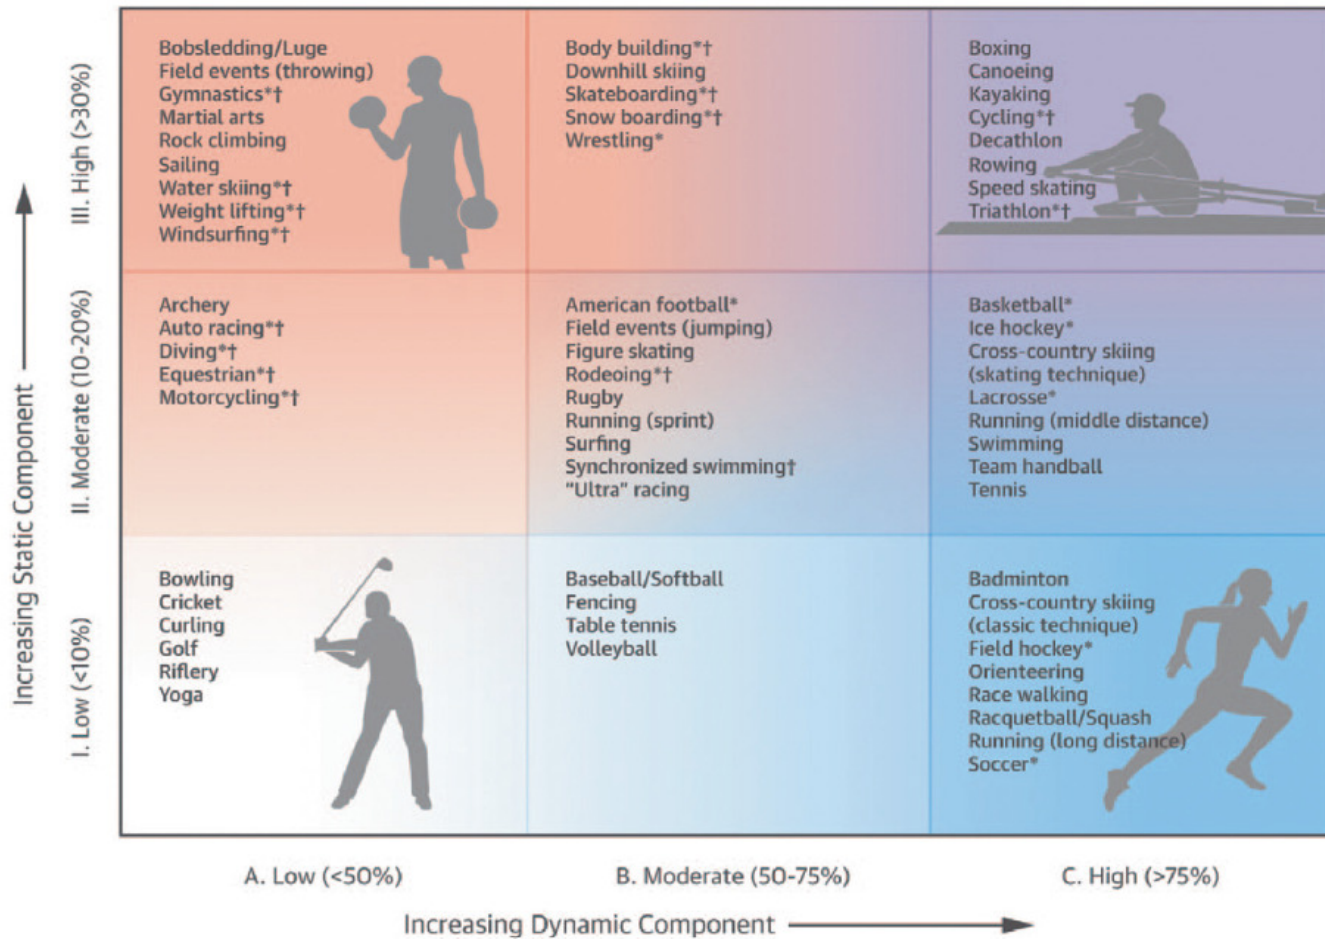 Increasing Static Component
III. High (>30%)
Bobsledding/Luge
Field events (throwing)
Gymnastics*†
Martial arts
Rock climbing
Sailing
Water skiing*†
Weight lifting*†
Windsurfing*†
Body building*†
Downhill skiing
Skateboarding*†
Snow boarding*†
Wrestling*
Boxing
Canoeing
Kayaking
Cycling*†
Decathlon
Rowing
Speed skating
Triathlon*†
II. Moderate (10-20%)
Archery
Auto racing*†
Diving*†
Equestrian*†
Motorcycling*†
American football*
Field events (jumping)
Figure skating
Rodeoing*†
Rugby
Running (sprint)
Surfing
Synchronized swimming†
"Ultra" racing
Basketball*
Ice hockey*
Cross-country skiing
(skating technique)
Lacrosse*
Running (middle distance)
Swimming
Team handball
Tennis
I. Low (<10%)
Bowling
Cricket
Curling
Golf
Riflery
Yoga
Baseball/Softball
Fencing
Table tennis
Volleyball
Badminton
Cross-country skiing
(classic technique)
Field hockey*
Orienteering
Race walking
Racquetball/Squash
Running (long distance)
Soccer*
A. Low (<50%)
B. Moderate (50-75%)
C. High (>75%)
Increasing Dynamic Component